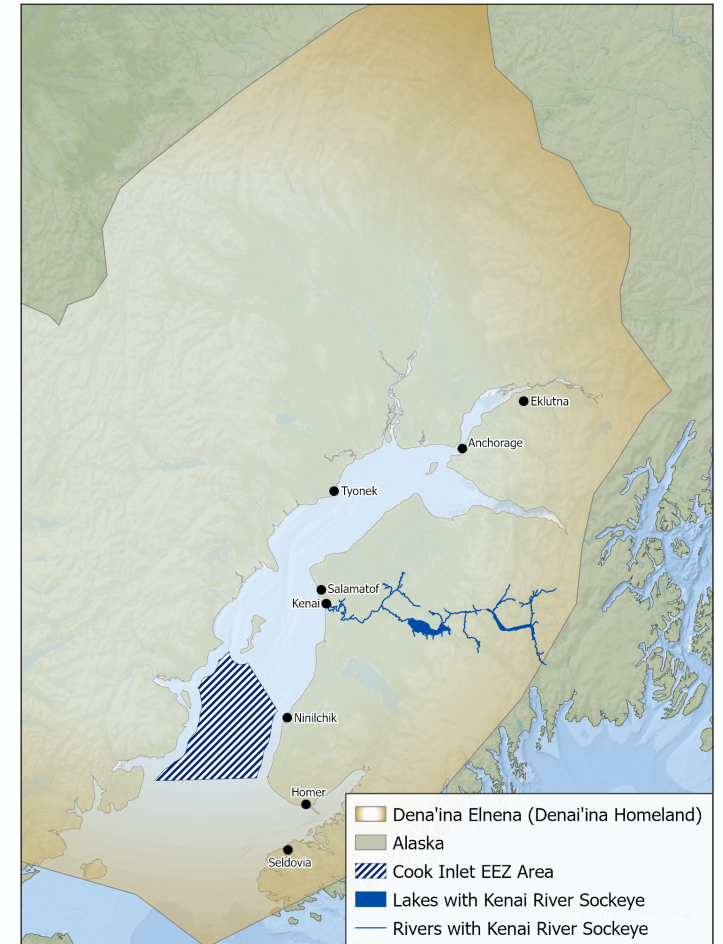 Eklutna
Anchorage
Tyonek
Salamatof
Kenai
Ninilchik
Homer
Seldovia
Dena'ina Elnena (Denai'ina Homeland)
Alaska
Cook Inlet EEZ Area
Lakes with Kenai River Sockeye
Rivers with Kenai River Sockeye